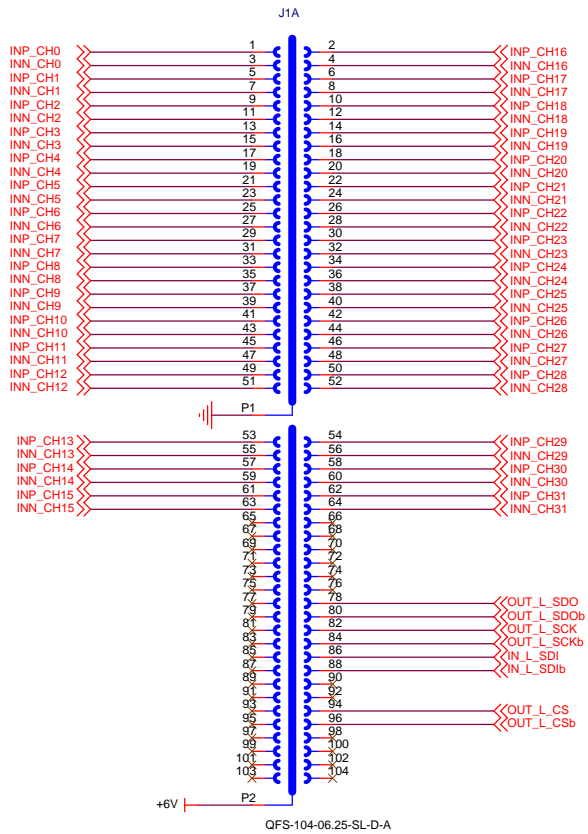 J1A
INP_CH0 1 2 INP_CH16
INN_CH0 3 4 INN_CH16
INP_CH1 5 6 INP_CH17
INN_CH1 7 8 INN_CH17
INP_CH2 9 10 INP_CH18
INN_CH2 11 12 INN_CH18
INP_CH3 13 14 INP_CH19
INN_CH3 15 16 INN_CH19
INP_CH4 17 18 INP_CH20
INN_CH4 19 20 INN_CH20
INP_CH5 21 22 INP_CH21
INN_CH5 23 24 INN_CH21
INP_CH6 25 26 INP_CH22
INN_CH6 27 28 INN_CH22
INP_CH7 29 30 INP_CH23
INN_CH7 31 32 INN_CH23
INP_CH8 33 34 INP_CH24
INN_CH8 35 36 INN_CH24
INP_CH9 37 38 INP_CH25
INN_CH9 39 40 INN_CH25
INP_CH10 41 42 INP_CH26
INN_CH10 43 44 INN_CH26
INP_CH11 45 46 INP_CH27
INN_CH11 47 48 INN_CH27
INP_CH12 49 50 INP_CH28
INN_CH12 51 52 INN_CH28
P1
INP_CH13 53 54 INP_CH29
INN_CH13 55 56 INN_CH29
INP_CH14 57 58 INP_CH30
INN_CH14 59 60 INN_CH30
INP_CH15 61 62 INP_CH31
INN_CH15 63 64 INN_CH31
65 66
67 68
69 70
71 72
73 74
75 76
77 78 OUT_L_SDO
79 80 OUT_L_SDOb
81 82 OUT_L_SCK
83 84 OUT_L_SCKb
85 86 IN_L_SDI
87 88 IN_L_SDIb
89 90
91 92
93 94 OUT_L_CS
95 96 OUT_L_CSb
97 98
99 100
101 102
103 104
+6V P2
QFS-104-06.25-SL-D-A